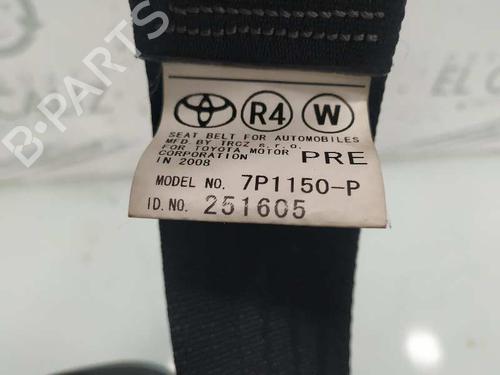 R4 W
SEAT BELT FOR AUTOMOBILES
MFD. BY TRCZ s.r.o.
FOR TOYOTA MOTOR
CORPORATION PRE
IN 2008
MODEL NO. 7P1150-P
ID.NO. 251605
B-PARTS